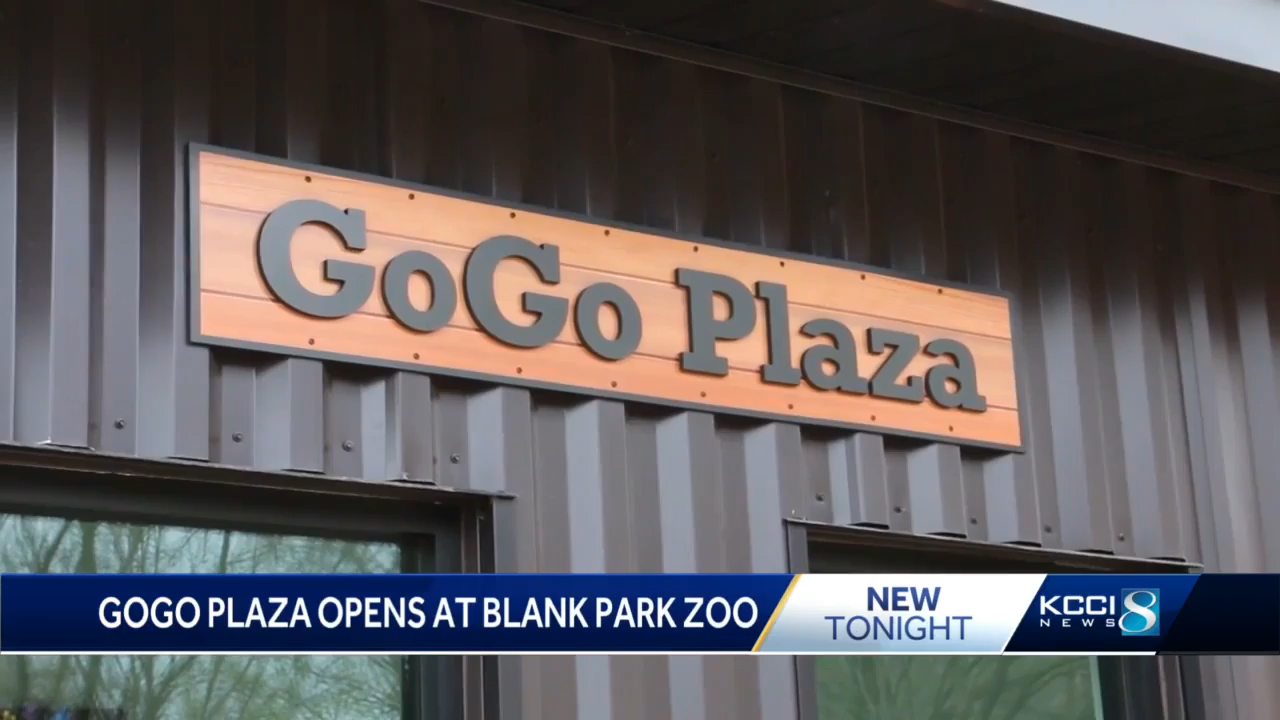 GoGo Plaza
GOGO PLAZA OPENS AT BLANK PARK ZOO
NEW
TONIGHT
KCCI 8
NEWS